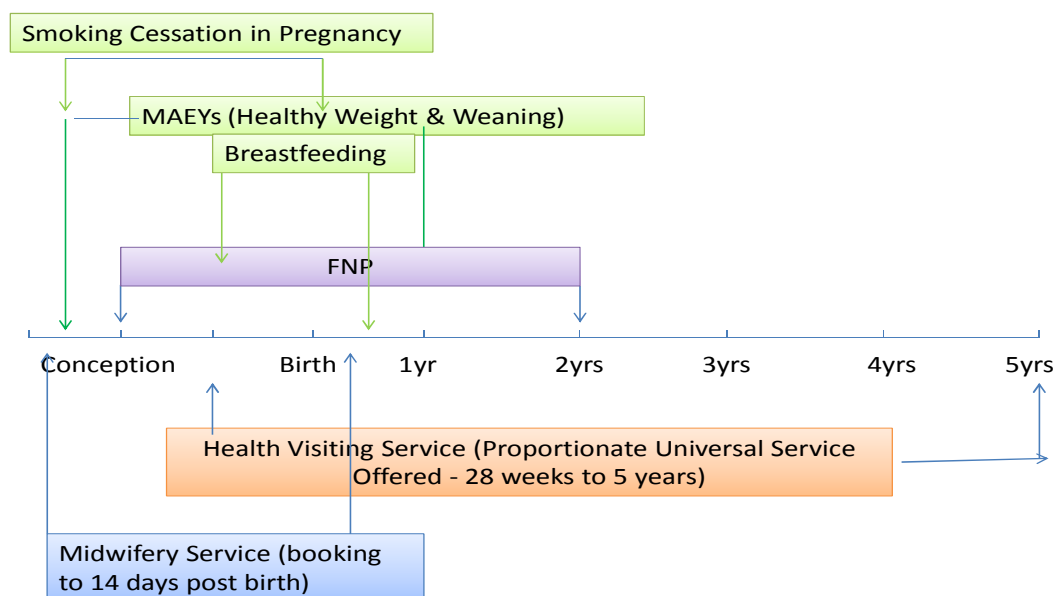 Smoking Cessation in Pregnancy
MAEYs (Healthy Weight & Weaning)
Breastfeeding
FNP
Conception Birth 1yr 2yrs 3yrs 4yrs 5yrs
Health Visiting Service (Proportionate Universal Service
Offered - 28 weeks to 5 years)
Midwifery Service (booking
to 14 days post birth)